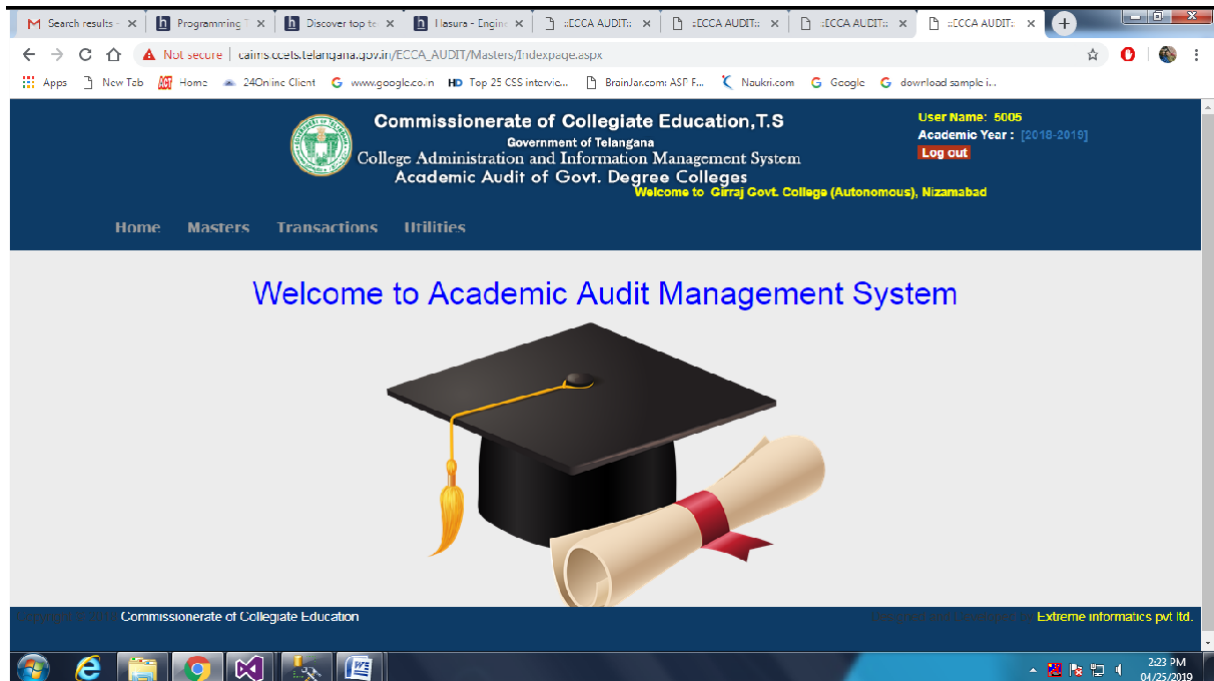 Search results -
Programming T
Discover top te
Hasura - Engine
::ECCA AUDIT::
::ECCA AUDIT::
::ECCA AUDIT::
::ECCA AUDIT::
Not secure | caims.ccets.telangana.gov.in/ECCA_AUDIT/Masters/Indexpage.aspx
Apps New Tab Home 24Online Client www.google.co.in Top 25 CSS intervie... BrainJar.com: ASP F... Naukri.com Google download sample i...
Commissionerate of Collegiate Education,T.S
Government of Telangana
College Administration and Information Management System
Academic Audit of Govt. Degree Colleges
User Name: 5005
Academic Year : [2018-2019]
Log out
Welcome to Girraj Govt. College (Autonomous), Nizamabad
Home Masters Transactions Utilities
Welcome to Academic Audit Management System
Commissionerate of Collegiate Education
Extreme informatics pvt ltd.
2:23 PM
04/25/2019